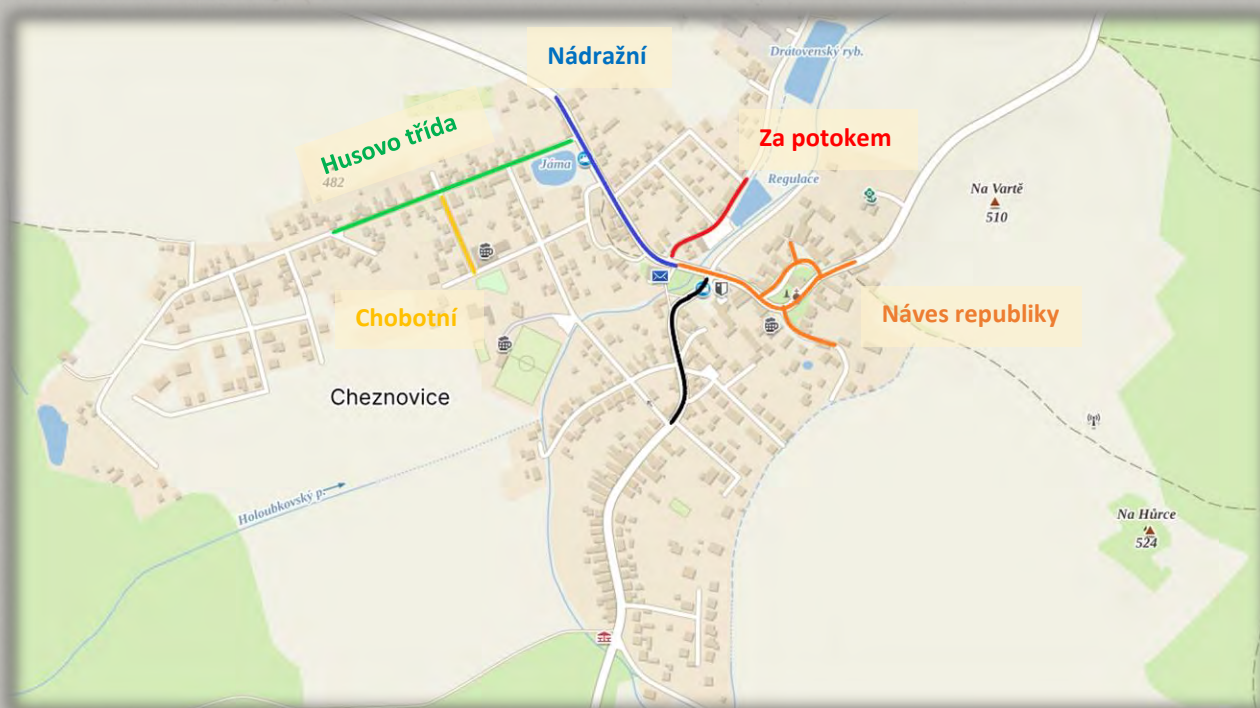 Drátovenský ryb.
Nádražní
Husovo třída
Za potokem
Jáma
482
Regulace
Na Vartě
510
Chobotní
Náves republiky
Cheznovice
Holoubkovský p.
Na Hůrce
524